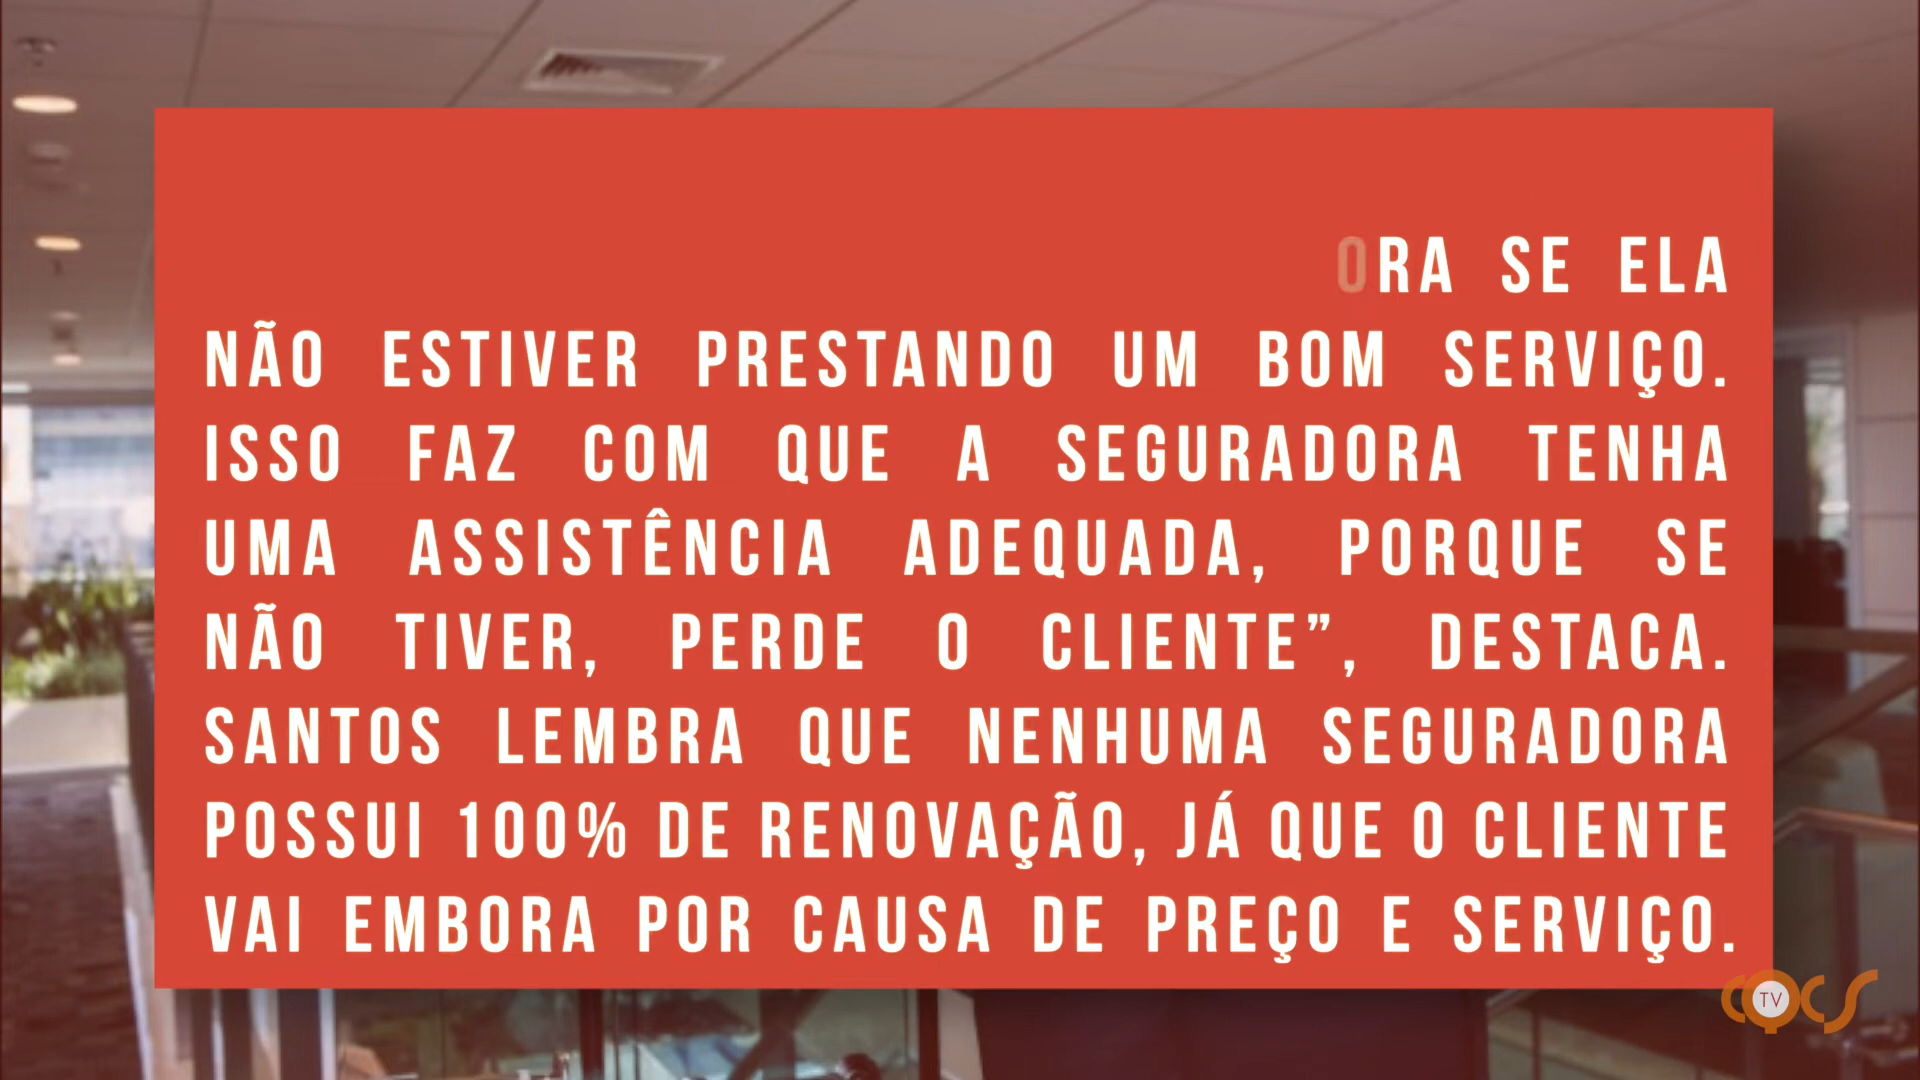 ORA SE ELA
NÃO ESTIVER PRESTANDO UM BOM SERVIÇO.
ISSO FAZ COM QUE A SEGURADORA TENHA
UMA ASSISTÊNCIA ADEQUADA, PORQUE SE
NÃO TIVER, PERDE O CLIENTE”, DESTACA.
SANTOS LEMBRA QUE NENHUMA SEGURADORA
POSSUI 100% DE RENOVAÇÃO, JÁ QUE O CLIENTE
VAI EMBORA POR CAUSA DE PREÇO E SERVIÇO.
CQCS
TV